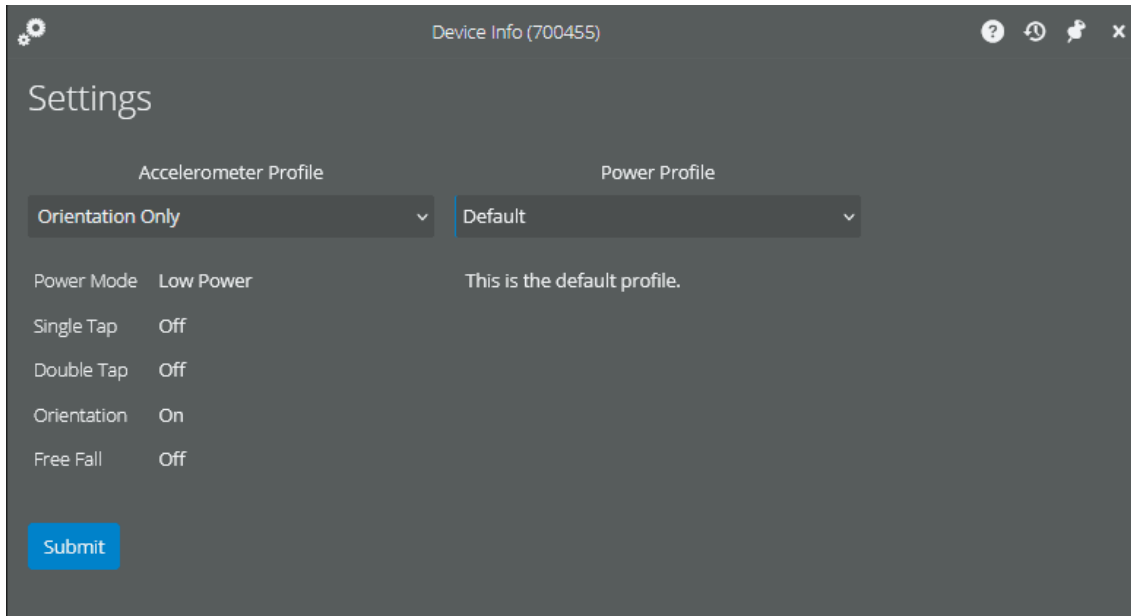 Device Info (700455)
Settings
Accelerometer Profile
Power Profile
Orientation Only
Default
Power Mode Low Power
This is the default profile.
Single Tap Off
Double Tap Off
Orientation On
Free Fall Off
Submit